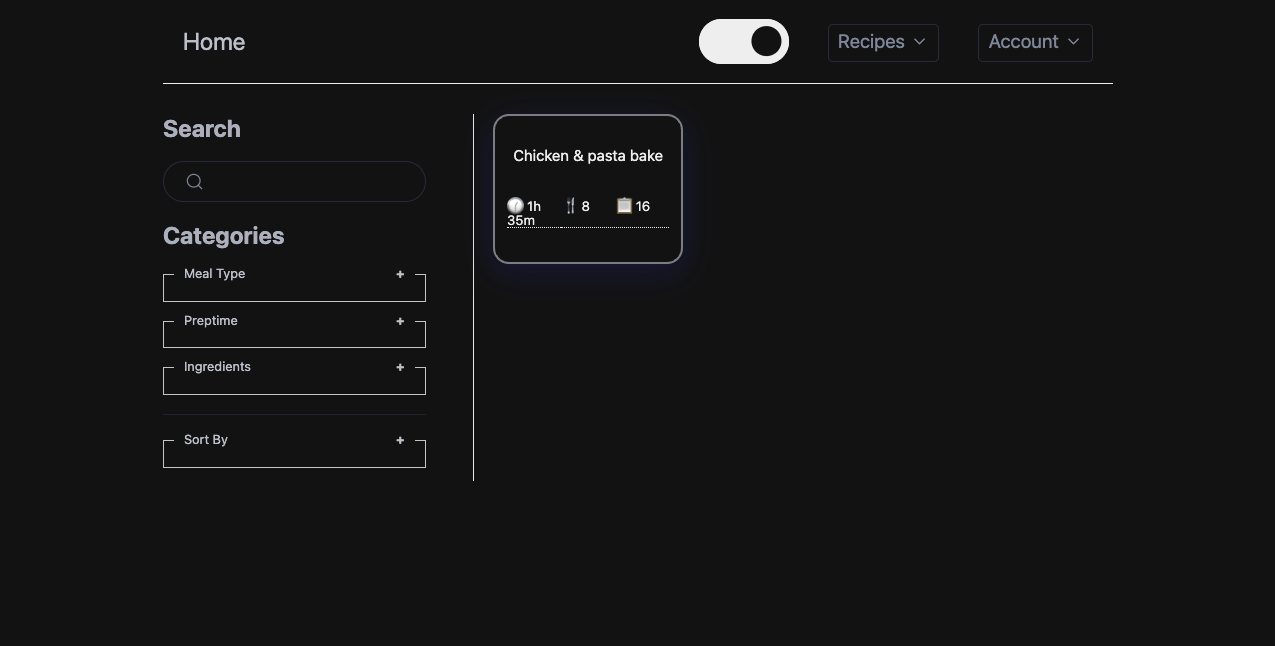 Home
Recipes
Account
Search
Categories
Meal Type +
Preptime +
Ingredients +
Sort By +
Chicken & pasta bake
🕜 1h 🍴 8 📋 16
35m